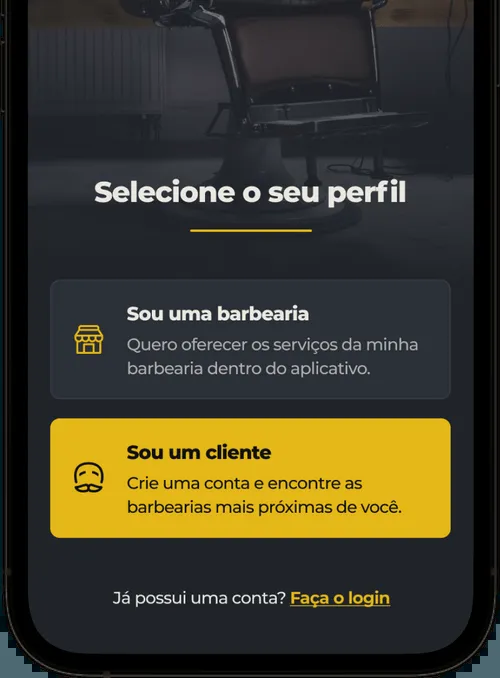 Selecione o seu perfil
Sou uma barbearia
Quero oferecer os serviços da minha
barbearia dentro do aplicativo.
Sou um cliente
Crie uma conta e encontre as
barbearias mais próximas de você.
Já possui uma conta? Faça o login